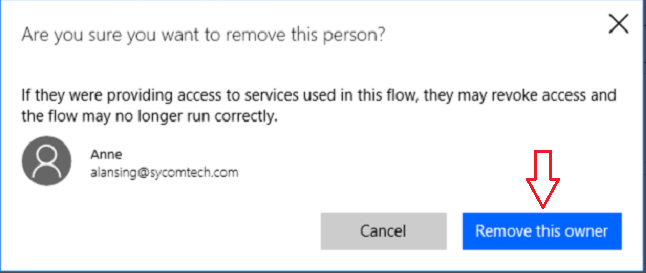 Are you sure you want to remove this person?
If they were providing access to services used in this flow, they may revoke access and
the flow may no longer run correctly.
Anne
alansing@sycomtech.com
Cancel
Remove this owner